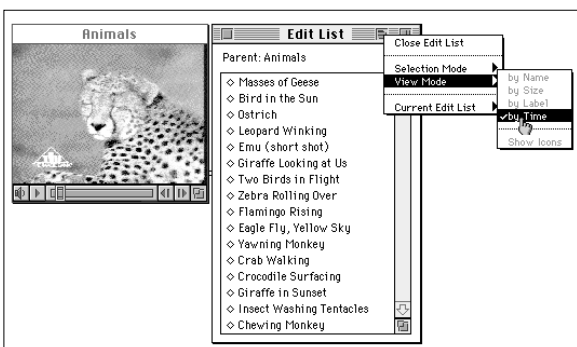 Animals
Edit List
Parent: Animals
Masses of Geese
Bird in the Sun
Ostrich
Leopard Winking
Emu (short shot)
Giraffe Looking at Us
Two Birds in Flight
Zebra Rolling Over
Flamingo Rising
Eagle Fly, Yellow Sky
Yawning Monkey
Crab Walking
Crocodile Surfacing
Giraffe in Sunset
Insect Washing Tentacles
Chewing Monkey
Close Edit List
Selection Mode
View Mode
Current Edit List
by Name
by Size
by Label
✓by Time
Show Icons